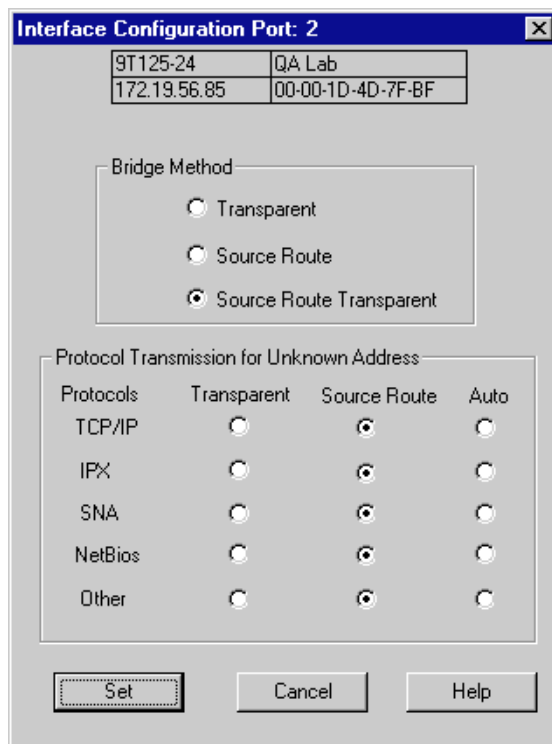 Interface Configuration Port: 2
9T125-24 QA Lab
172.19.56.85 00-00-1D-4D-7F-BF
Bridge Method
Transparent
Source Route
Source Route Transparent
Protocol Transmission for Unknown Address
Protocols Transparent Source Route Auto
TCP/IP
IPX
SNA
NetBios
Other
Set Cancel Help